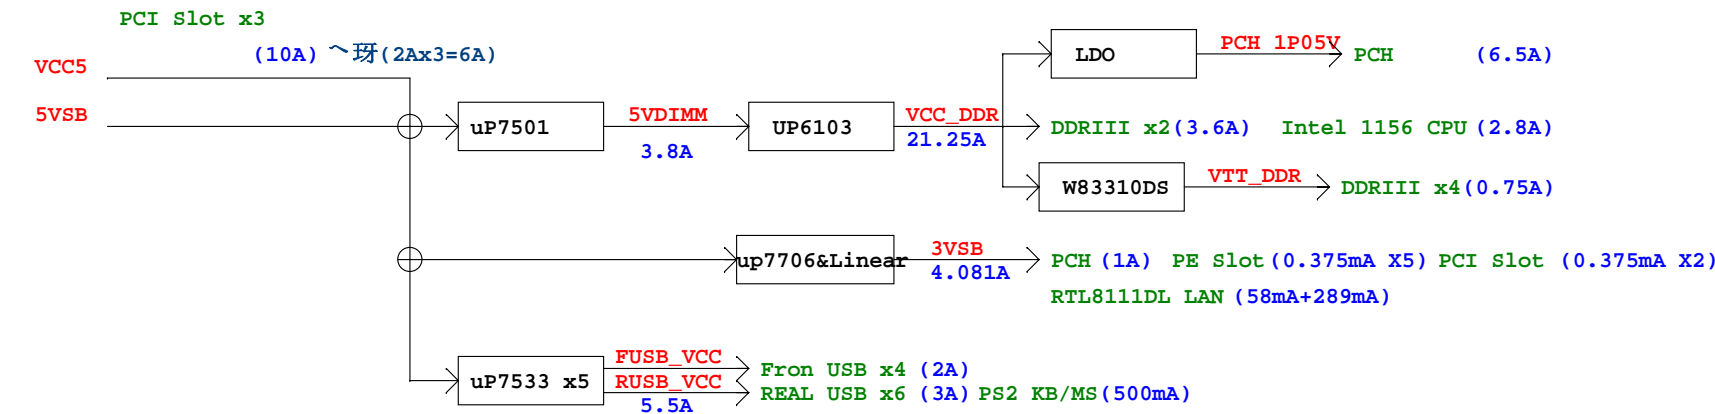 PCI Slot x3
(10A) へ玡(2Ax3=6A)
VCC5
5VSB
uP7501
5VDIMM
3.8A
UP6103
VCC_DDR
21.25A
LDO
PCH 1P05V
PCH (6.5A)
DDRIII x2(3.6A) Intel 1156 CPU (2.8A)
W83310DS
VTT_DDR
DDRIII x4(0.75A)
up7706&Linear
3VSB
4.081A
PCH (1A) PE Slot(0.375mA X5) PCI Slot (0.375mA X2)
RTL8111DL LAN (58mA+289mA)
uP7533 x5
FUSB_VCC
RUSB_VCC
5.5A
Fron USB x4 (2A)
REAL USB x6 (3A) PS2 KB/MS(500mA)